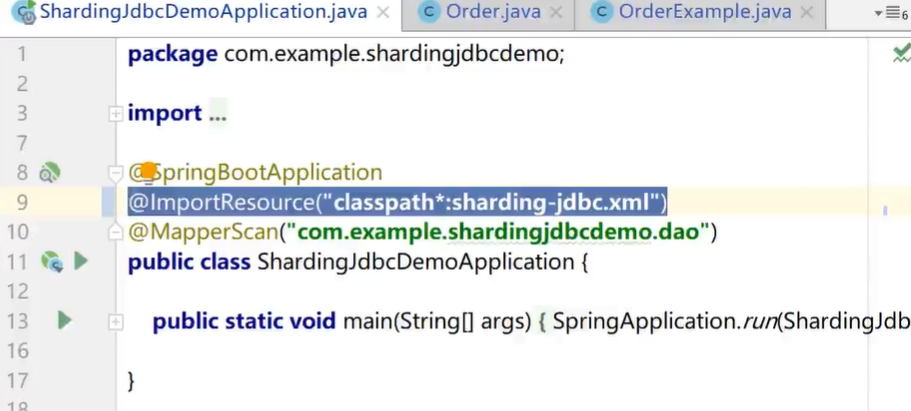 ShardingJdbcDemoApplication.java × C Order.java × C OrderExample.java × 6
1 package com.example.shardingjdbcdemo;
2
3 import ...
7
8 @SpringBootApplication
9 @ImportResource("classpath*:sharding-jdbc.xml")
10 @MapperScan("com.example.shardingjdbcdemo.dao")
11 public class ShardingJdbcDemoApplication {
12
13 public static void main(String[] args) { SpringApplication.run(ShardingJdb
16
17 }
18